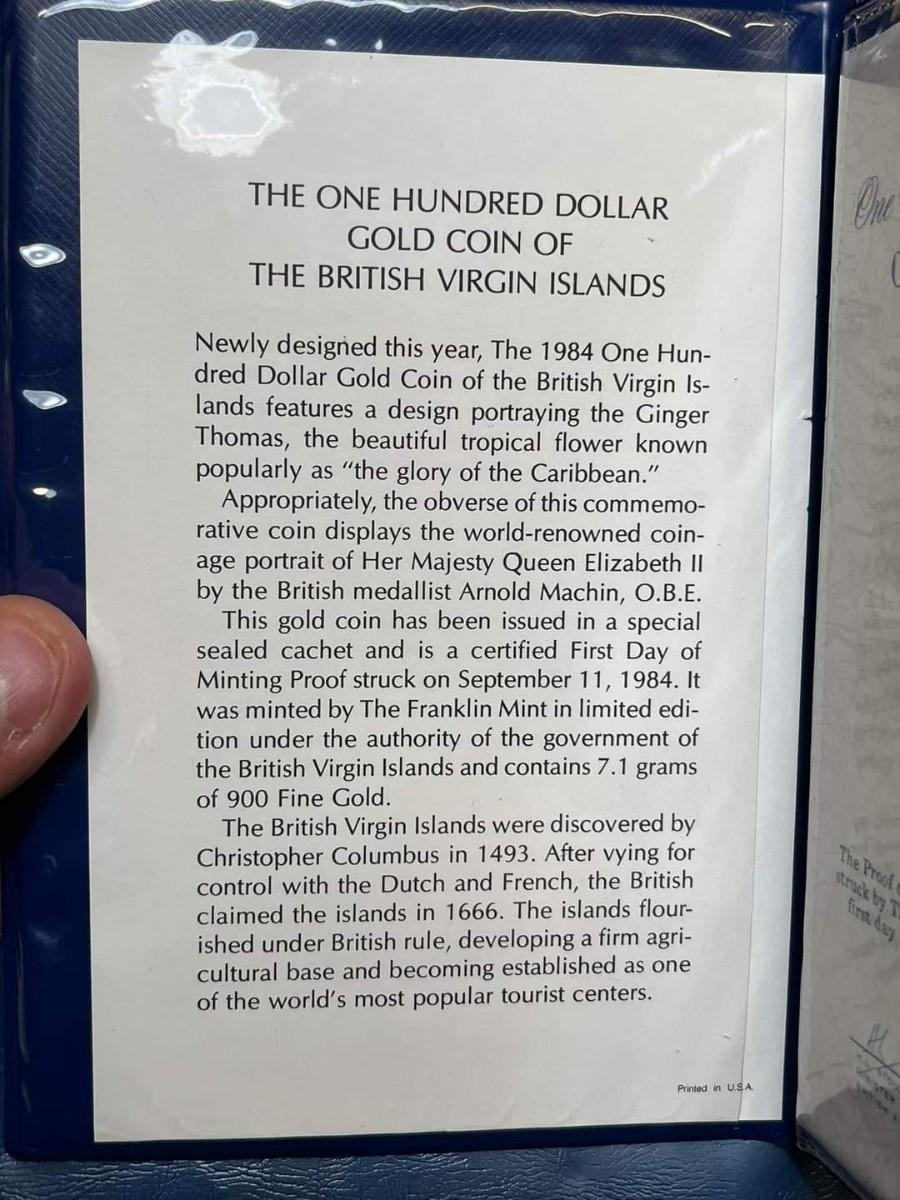 THE ONE HUNDRED DOLLAR
GOLD COIN OF
THE BRITISH VIRGIN ISLANDS
Newly designed this year, The 1984 One Hun-
dred Dollar Gold Coin of the British Virgin Is-
lands features a design portraying the Ginger
Thomas, the beautiful tropical flower known
popularly as "the glory of the Caribbean."
Appropriately, the obverse of this commemo-
rative coin displays the world-renowned coin-
age portrait of Her Majesty Queen Elizabeth II
by the British medallist Arnold Machin, O.B.E.
This gold coin has been issued in a special
sealed cachet and is a certified First Day of
Minting Proof struck on September 11, 1984. It
was minted by The Franklin Mint in limited edi-
tion under the authority of the government of
the British Virgin Islands and contains 7.1 grams
of 900 Fine Gold.
The British Virgin Islands were discovered by
Christopher Columbus in 1493. After vying for
control with the Dutch and French, the British
claimed the islands in 1666. The islands flour-
ished under British rule, developing a firm agri-
cultural base and becoming established as one
of the world's most popular tourist centers.
Printed in U.S.A.
One
The Proof
struck by
first day